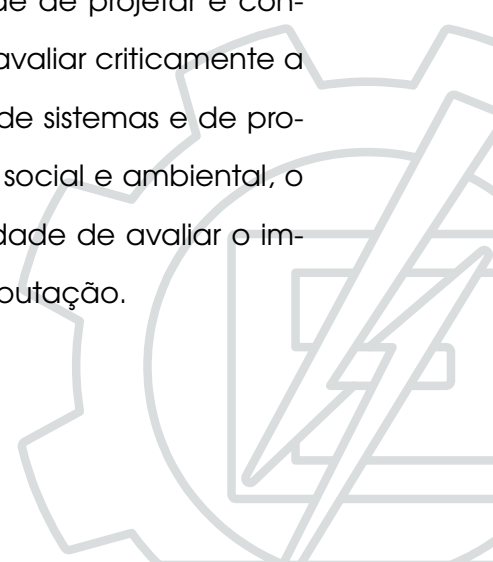 de de projetar e con-
avaliar criticamente a
de sistemas e de pro-
social e ambiental, o
dade de avaliar o im-
putação.